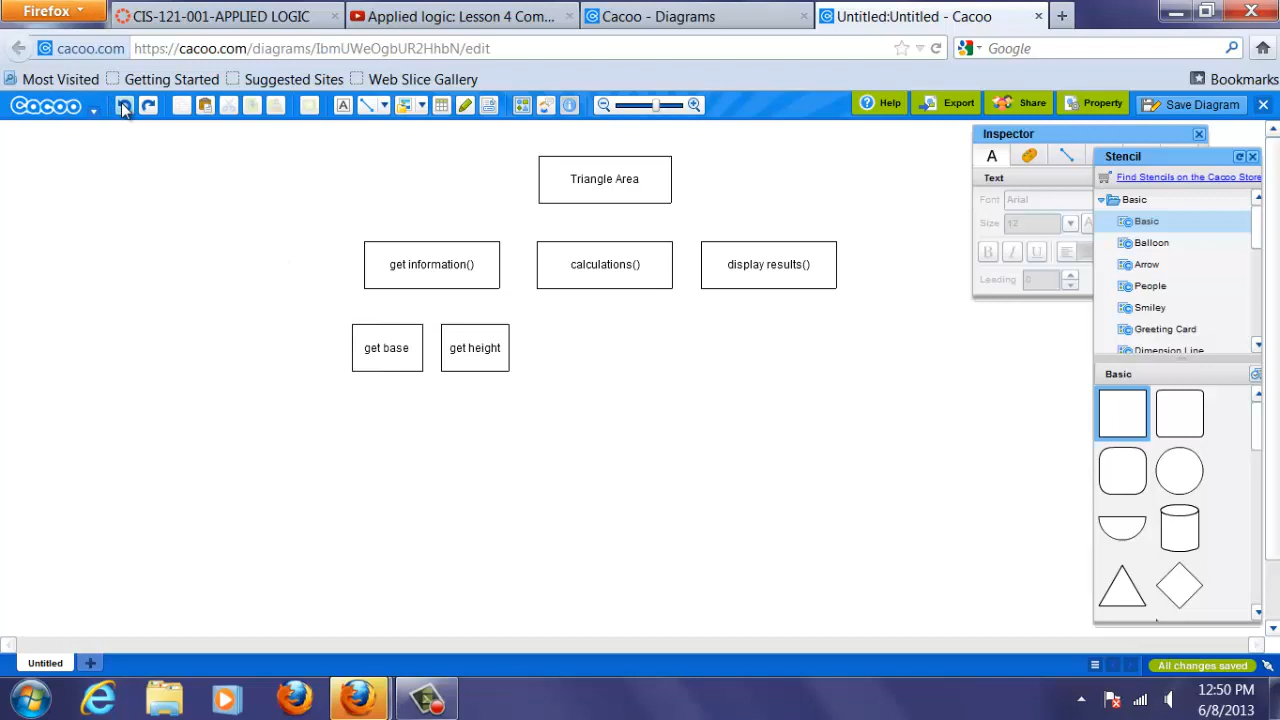 Firefox
CIS-121-001-APPLIED LOGIC
Applied logic: Lesson 4 Com...
Cacoo - Diagrams
Untitled:Untitled - Cacoo
cacoo.com
https://cacoo.com/diagrams/IbmUWeOgbUR2HhbN/edit
Google
Most Visited
Getting Started
Suggested Sites
Web Slice Gallery
Bookmarks
Cacoo
Help
Export
Share
Property
Save Diagram
Triangle Area
get information()
calculations()
display results()
get base
get height
Inspector
Text
Font Arial
Size 12
Leading 0
Stencil
Find Stencils on the Cacoo Store
Basic
Basic
Balloon
Arrow
People
Smiley
Greeting Card
Dimension Line
Basic
Untitled
All changes saved
12:50 PM
6/8/2013